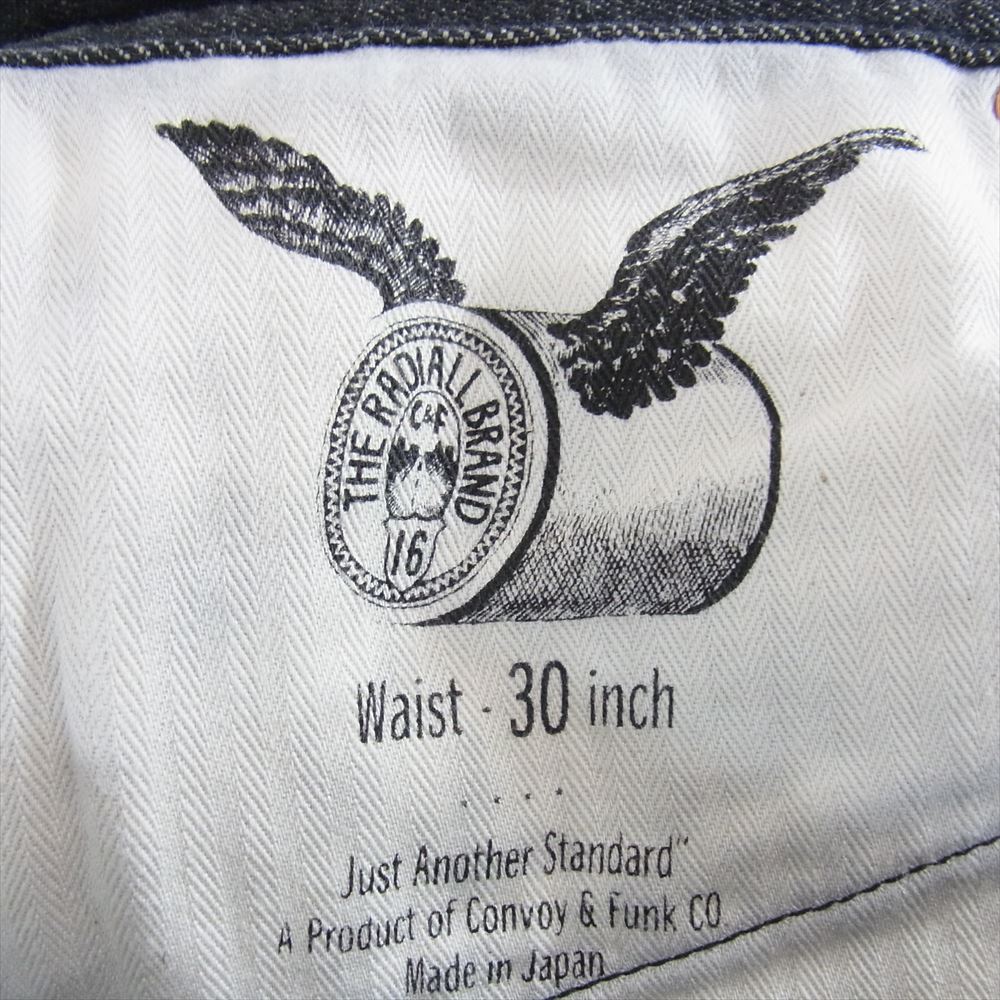 THE RADIALL BRAND
C&F
16
Waist - 30 inch
Just Another Standard"
A Product of Convoy & Funk CO
Made in Japan